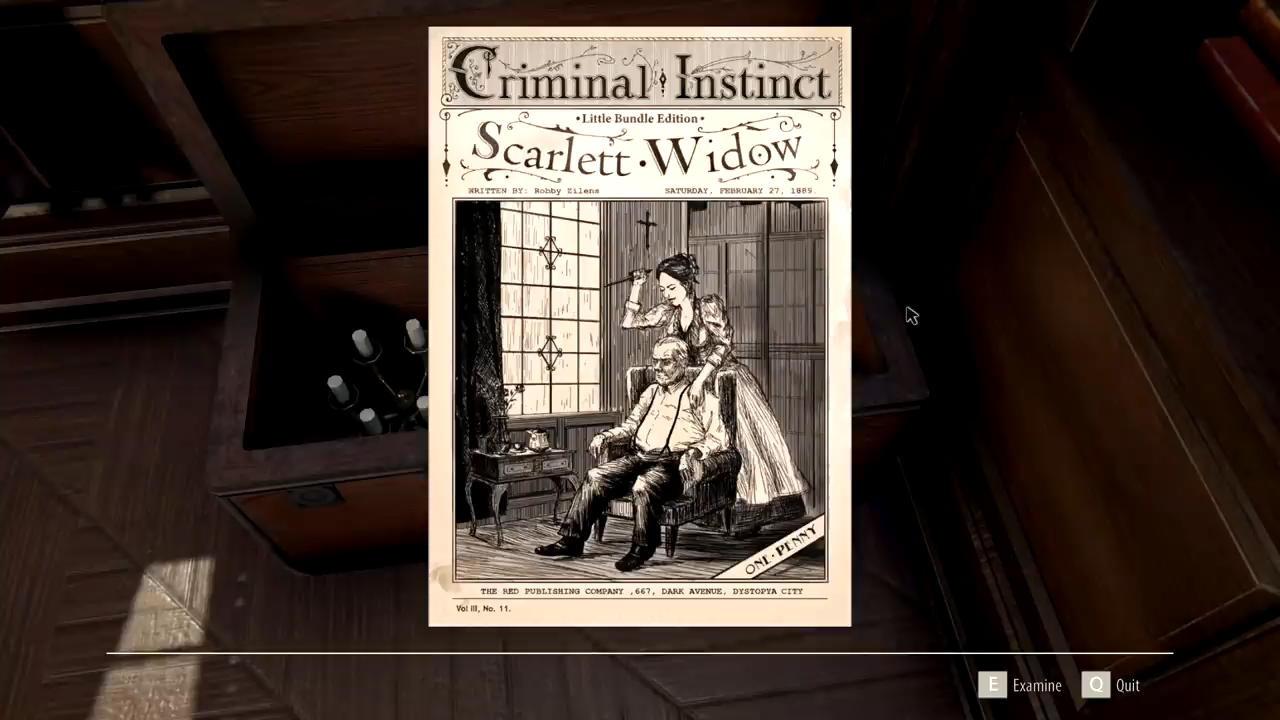 Criminal Instinct
•Little Bundle Edition•
Scarlett • Widow
WRITTEN BY: Robby Zilens SATURDAY, FEBRUARY 27, 1889.
ONE • PENNY
THE RED PUBLISHING COMPANY ,667, DARK AVENUE, DYSTOPYA CITY
Vol III, No. 11.
E Examine Q Quit